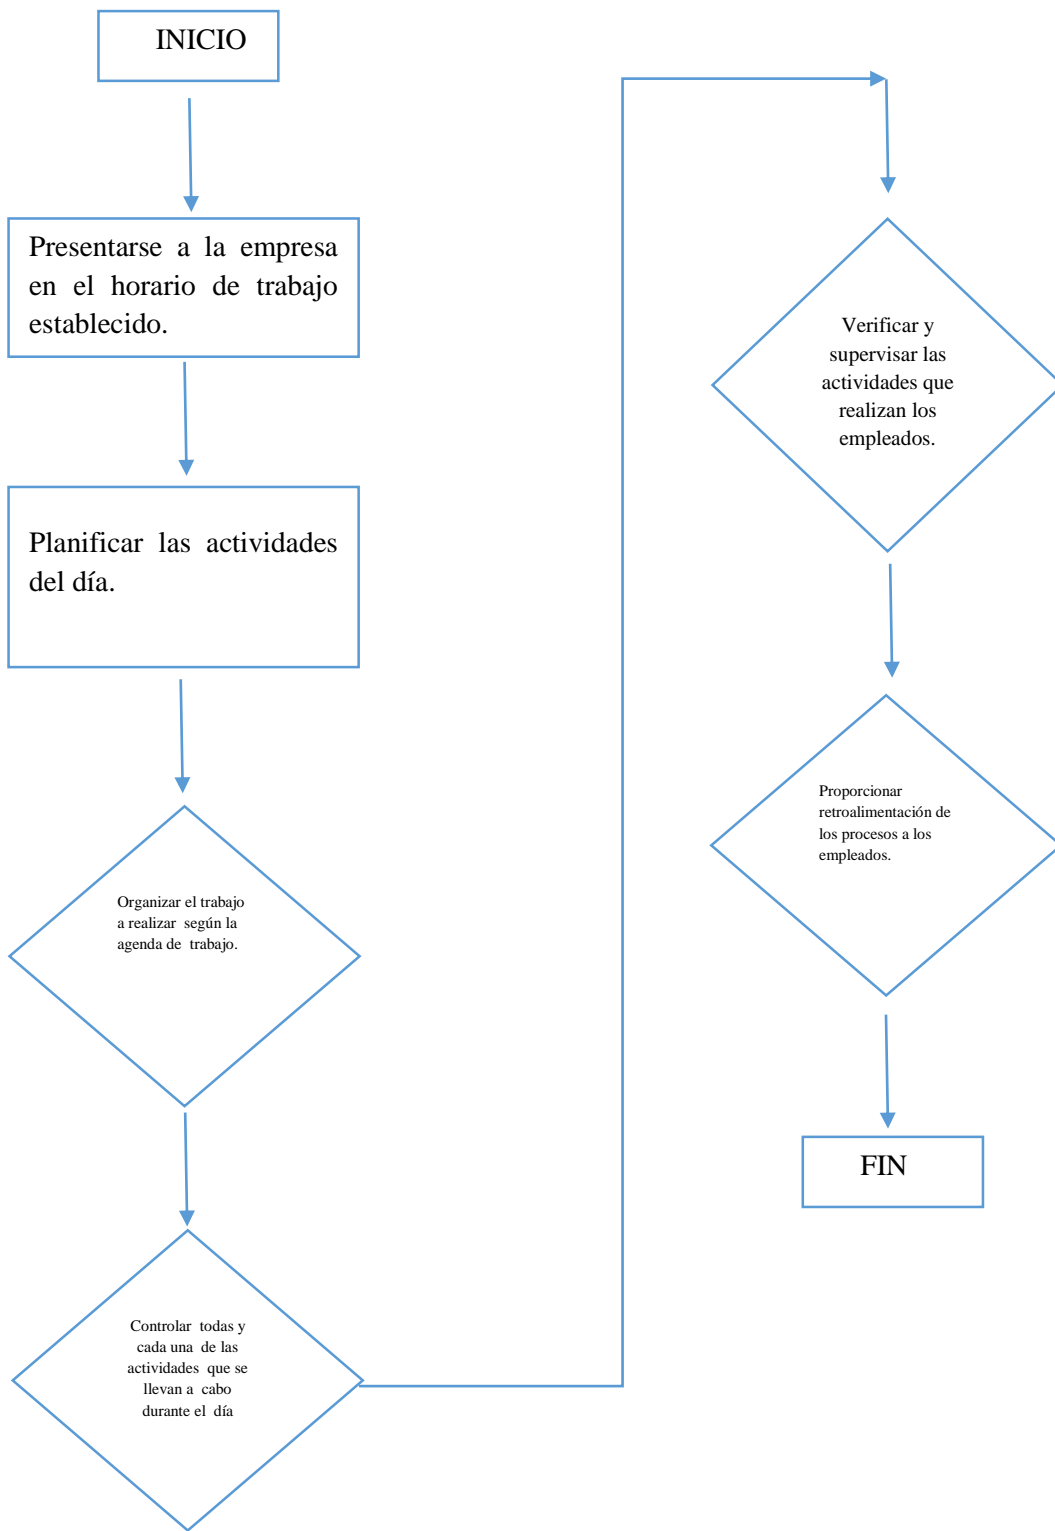 INICIO
Presentarse a la empresa
en el horario de trabajo
establecido.
Planificar las actividades
del día.
Organizar el trabajo
a realizar según la
agenda de trabajo.
Controlar todas y
cada una de las
actividades que se
llevan a cabo
durante el día
Verificar y
supervisar las
actividades que
realizan los
empleados.
Proporcionar
retroalimentación de
los procesos a los
empleados.
FIN